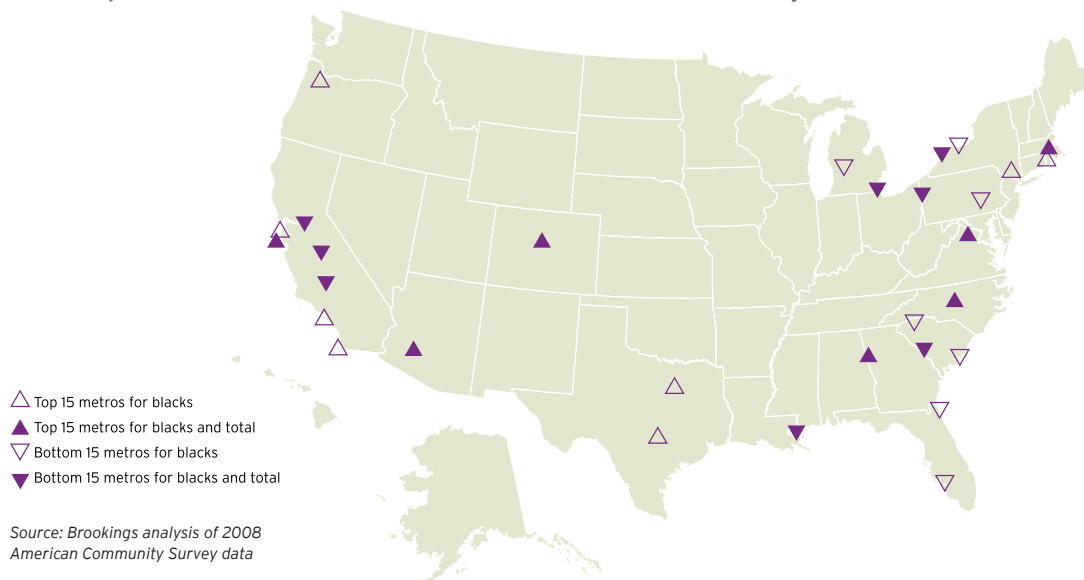 Top 15 metros for blacks
Top 15 metros for blacks and total
Bottom 15 metros for blacks
Bottom 15 metros for blacks and total
Source: Brookings analysis of 2008
American Community Survey data